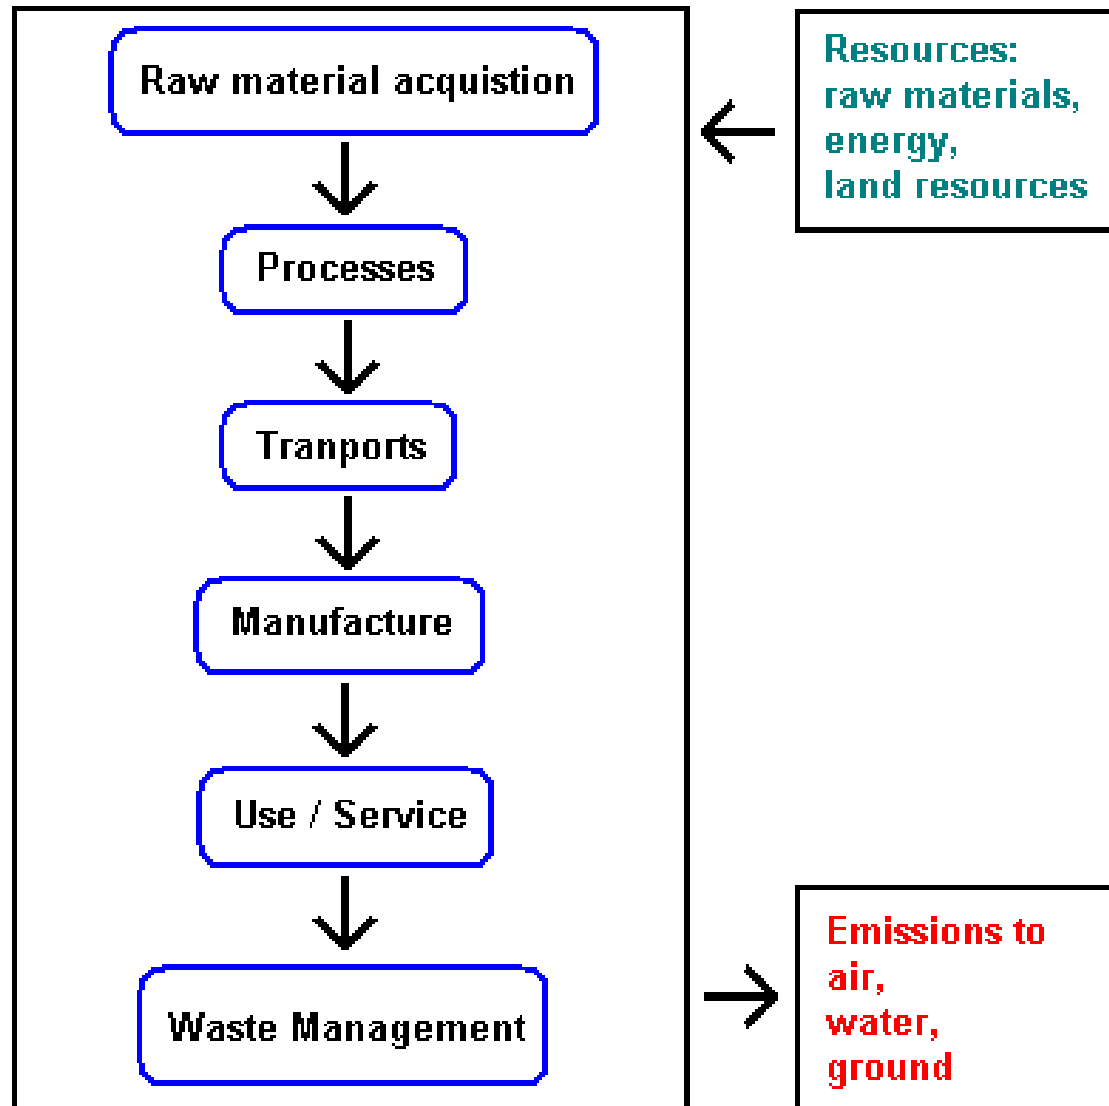 Raw material acquistion
Processes
Tranports
Manufacture
Use / Service
Waste Management
Resources:
raw materials,
energy,
land resources
Emissions to
air,
water,
ground